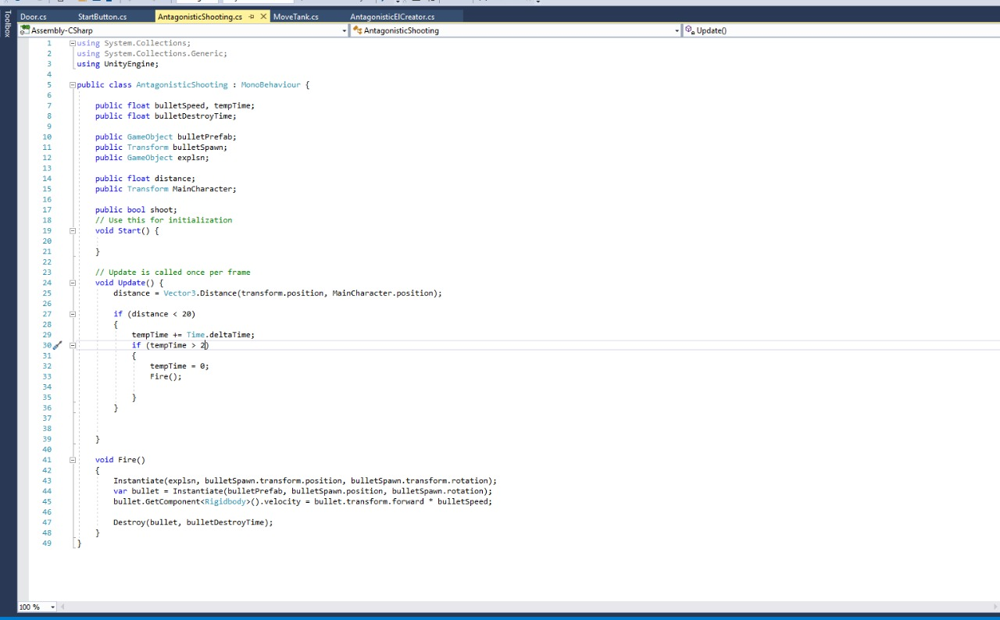 Toolbox
Door.cs StartButton.cs AntagonisticShooting.cs MoveTank.cs AntagonisticElCreator.cs
Assembly-CSharp AntagonisticShooting Update()
1 using System.Collections;
2 using System.Collections.Generic;
3 using UnityEngine;
4
5 public class AntagonisticShooting : MonoBehaviour {
6
7 public float bulletSpeed, tempTime;
8 public float bulletDestroyTime;
9
10 public GameObject bulletPrefab;
11 public Transform bulletSpawn;
12 public GameObject explsn;
13
14 public float distance;
15 public Transform MainCharacter;
16
17 public bool shoot;
18 // Use this for initialization
19 void Start() {
20
21 }
22
23 // Update is called once per frame
24 void Update() {
25 distance = Vector3.Distance(transform.position, MainCharacter.position);
26
27 if (distance < 20)
28 {
29 tempTime += Time.deltaTime;
30 if (tempTime > 2)
31 {
32 tempTime = 0;
33 Fire();
34
35 }
36 }
37
38
39 }
40
41 void Fire()
42 {
43 Instantiate(explsn, bulletSpawn.transform.position, bulletSpawn.transform.rotation);
44 var bullet = Instantiate(bulletPrefab, bulletSpawn.position, bulletSpawn.rotation);
45 bullet.GetComponent<Rigidbody>().velocity = bullet.transform.forward * bulletSpeed;
46
47 Destroy(bullet, bulletDestroyTime);
48 }
49 }
100 %